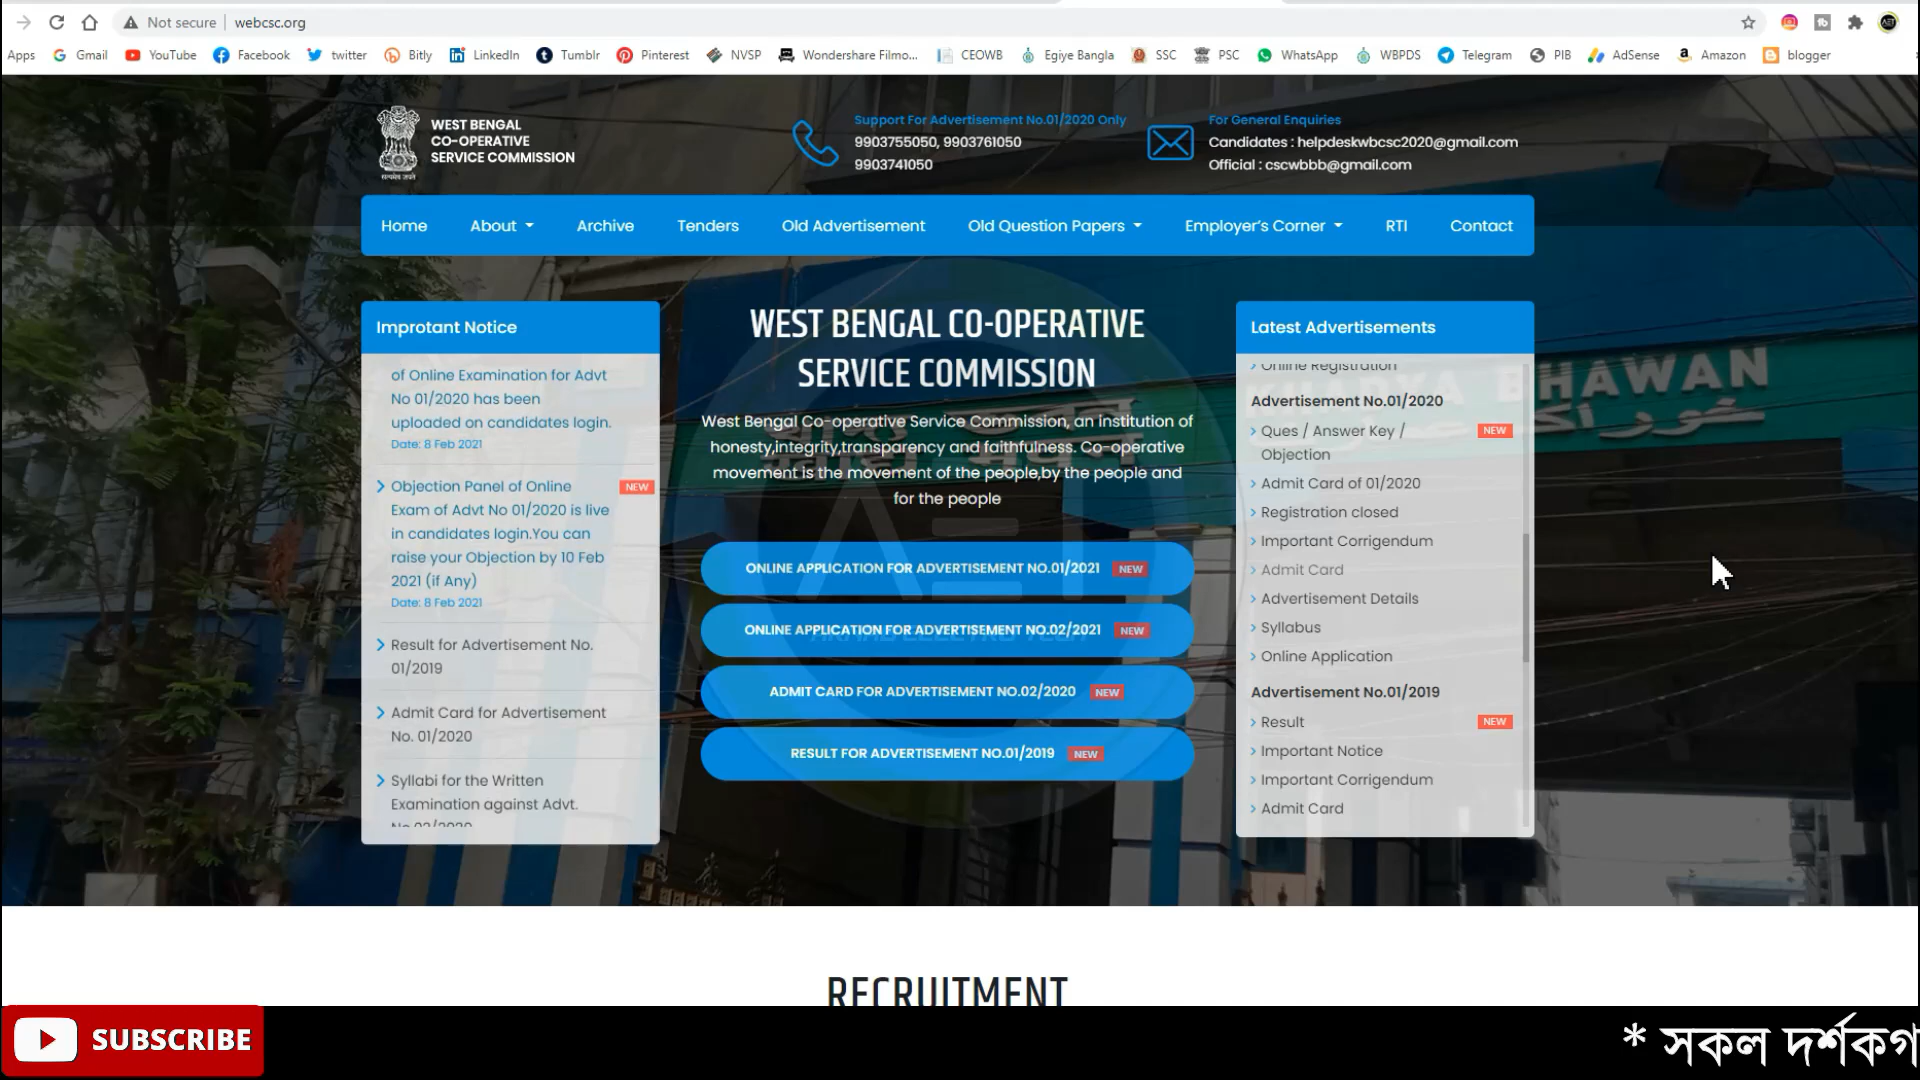 Not secure
webcsc.org
Apps
Gmail
YouTube
Facebook
twitter
Bitly
LinkedIn
Tumblr
Pinterest
NVSP
Wondershare Filmo...
CEOWB
Egiye Bangla
SSC
PSC
WhatsApp
WBPDS
Telegram
PIB
AdSense
Amazon
blogger
WEST BENGAL
CO-OPERATIVE
SERVICE COMMISSION
सत्यमेव जयते
Support For Advertisement No.01/2020 Only
9903755050, 9903761050
9903741050
For General Enquiries
Candidates : helpdeskwbcsc2020@gmail.com
Official : cscwbbb@gmail.com
Home
About
Archive
Tenders
Old Advertisement
Old Question Papers
Employer's Corner
RTI
Contact
Improtant Notice
of Online Examination for Advt
No 01/2020 has been
uploaded on candidates login.
Date: 8 Feb 2021
Objection Panel of Online NEW
Exam of Advt No 01/2020 is live
in candidates login.You can
raise your Objection by 10 Feb
2021 (if Any)
Date: 8 Feb 2021
Result for Advertisement No.
01/2019
Admit Card for Advertisement
No. 01/2020
Syllabi for the Written
Examination against Advt.
No.02/2020
WEST BENGAL CO-OPERATIVE
SERVICE COMMISSION
West Bengal Co-operative Service Commission, an institution of
honesty,integrity,transparency and faithfulness. Co-operative
movement is the movement of the people,by the people and
for the people
ONLINE APPLICATION FOR ADVERTISEMENT NO.01/2021 NEW
ONLINE APPLICATION FOR ADVERTISEMENT NO.02/2021 NEW
ADMIT CARD FOR ADVERTISEMENT NO.02/2020 NEW
RESULT FOR ADVERTISEMENT NO.01/2019 NEW
Latest Advertisements
Online Registration
Advertisement No.01/2020
Ques / Answer Key / NEW
Objection
Admit Card of 01/2020
Registration closed
Important Corrigendum
Admit Card
Advertisement Details
Syllabus
Online Application
Advertisement No.01/2019
Result NEW
Important Notice
Important Corrigendum
Admit Card
BHAWAN
RECRUITMENT
SUBSCRIBE
* সকল দর্শকগ